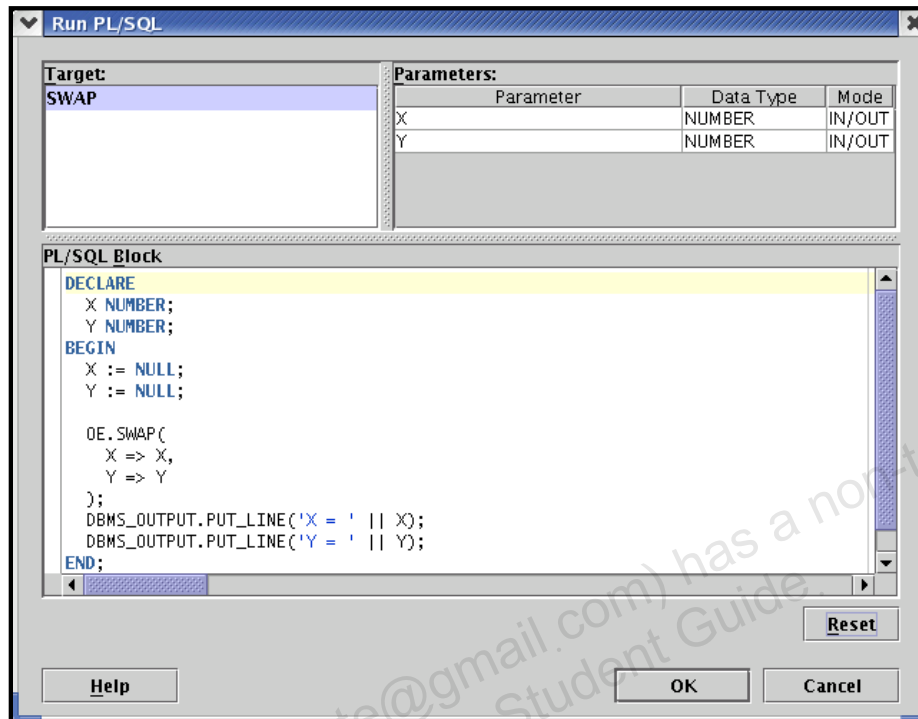 Run PL/SQL
Target:
SWAP
Parameters:
Parameter Data Type Mode
X NUMBER IN/OUT
Y NUMBER IN/OUT
PL/SQL Block
DECLARE
X NUMBER;
Y NUMBER;
BEGIN
X := NULL;
Y := NULL;
OE.SWAP(
X => X,
Y => Y
);
DBMS_OUTPUT.PUT_LINE('X = ' || X);
DBMS_OUTPUT.PUT_LINE('Y = ' || Y);
END;
Reset
Help OK Cancel
@gmail.com) has a
Student Guide.